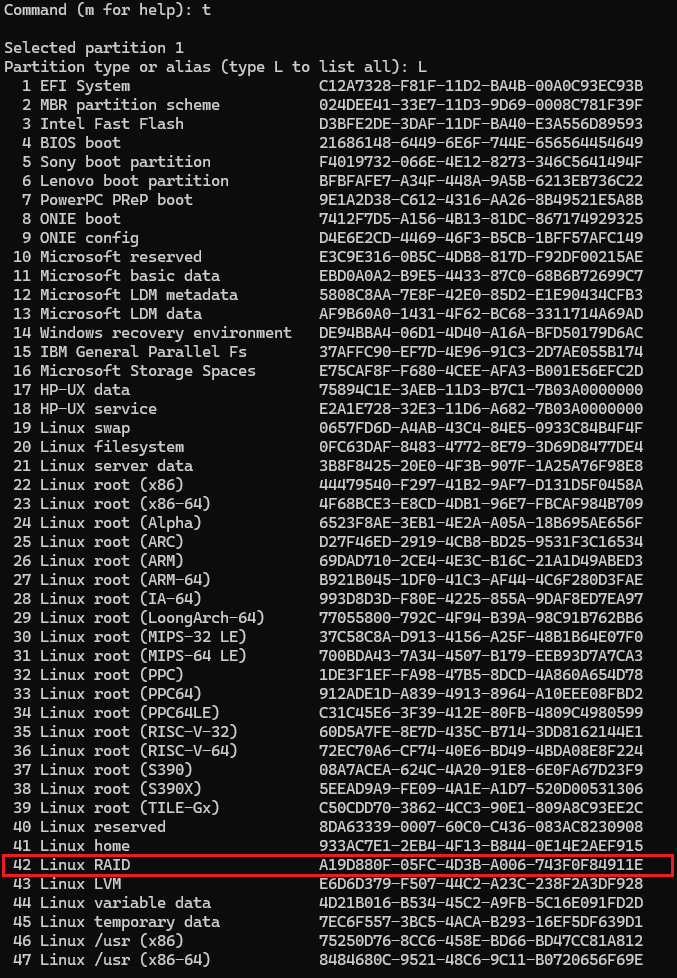 Command (m for help): t
Selected partition 1
Partition type or alias (type L to list all): L
1 EFI System C12A7328-F81F-11D2-BA4B-00A0C93EC93B
2 MBR partition scheme 024DEE41-33E7-11D3-9D69-0008C781F39F
3 Intel Fast Flash D3BFE2DE-3DAF-11DF-BA40-E3A556D89593
4 BIOS boot 21686148-6449-6E6F-744E-656564454649
5 Sony boot partition F4019732-066E-4E12-8273-346C5641494F
6 Lenovo boot partition BFBFAFE7-A34F-448A-9A5B-6213EB736C22
7 PowerPC PReP boot 9E1A2D38-C612-4316-AA26-8B49521E5A8B
8 ONIE boot 7412F7D5-A156-4B13-81DC-867174929325
9 ONIE config D4E6E2CD-4469-46F3-B5CB-1BFF57AFC149
10 Microsoft reserved E3C9E316-0B5C-4DB8-817D-F92DF00215AE
11 Microsoft basic data EBD0A0A2-B9E5-4433-87C0-68B6B72699C7
12 Microsoft LDM metadata 5808C8AA-7E8F-42E0-85D2-E1E90434CFB3
13 Microsoft LDM data AF9B60A0-1431-4F62-BC68-3311714A69AD
14 Windows recovery environment DE94BBA4-06D1-4D40-A16A-BFD50179D6AC
15 IBM General Parallel Fs 37AFFC90-EF7D-4E96-91C3-2D7AE055B174
16 Microsoft Storage Spaces E75CAF8F-F680-4CEE-AFA3-B001E56EFC2D
17 HP-UX data 75894C1E-3AEB-11D3-B7C1-7B03A0000000
18 HP-UX service E2A1E728-32E3-11D6-A682-7B03A0000000
19 Linux swap 0657FD6D-A4AB-43C4-84E5-0933C84B4F4F
20 Linux filesystem 0FC63DAF-8483-4772-8E79-3D69D8477DE4
21 Linux server data 3B8F8425-20E0-4F3B-907F-1A25A76F98E8
22 Linux root (x86) 44479540-F297-41B2-9AF7-D131D5F0458A
23 Linux root (x86-64) 4F68BCE3-E8CD-4DB1-96E7-FBCAF984B709
24 Linux root (Alpha) 6523F8AE-3EB1-4E2A-A05A-18B695AE656F
25 Linux root (ARC) D27F46ED-2919-4CB8-BD25-9531F3C16534
26 Linux root (ARM) 69DAD710-2CE4-4E3C-B16C-21A1D49ABED3
27 Linux root (ARM-64) B921B045-1DF0-41C3-AF44-4C6F280D3FAE
28 Linux root (IA-64) 993D8D3D-F80E-4225-855A-9DAF8ED7EA97
29 Linux root (LoongArch-64) 77055800-792C-4F94-B39A-98C91B762BB6
30 Linux root (MIPS-32 LE) 37C58C8A-D913-4156-A25F-48B1B64E07F0
31 Linux root (MIPS-64 LE) 700BDA43-7A34-4507-B179-EEB93D7A7CA3
32 Linux root (PPC) 1DE3F1EF-FA98-47B5-8DCD-4A860A654D78
33 Linux root (PPC64) 912ADE1D-A839-4913-8964-A10EEE08FBD2
34 Linux root (PPC64LE) C31C45E6-3F39-412E-80FB-4809C4980599
35 Linux root (RISC-V-32) 60D5A7FE-8E7D-435C-B714-3DD8162144E1
36 Linux root (RISC-V-64) 72EC70A6-CF74-40E6-BD49-4BDA08E8F224
37 Linux root (S390) 08A7ACEA-624C-4A20-91E8-6E0FA67D23F9
38 Linux root (S390X) 5EEAD9A9-FE09-4A1E-A1D7-520D00531306
39 Linux root (TILE-Gx) C50CDD70-3862-4CC3-90E1-809A8C93EE2C
40 Linux reserved 8DA63339-0007-60C0-C436-083AC8230908
41 Linux home 933AC7E1-2EB4-4F13-B844-0E14E2AEF915
42 Linux RAID A19D880F-05FC-4D3B-A006-743F0F84911E
43 Linux LVM E6D6D379-F507-44C2-A23C-238F2A3DF928
44 Linux variable data 4D21B016-B534-45C2-A9FB-5C16E091FD2D
45 Linux temporary data 7EC6F557-3BC5-4ACA-B293-16EF5DF639D1
46 Linux /usr (x86) 75250D76-8CC6-458E-BD66-BD47CC81A812
47 Linux /usr (x86-64) 8484680C-9521-48C6-9C11-B0720656F69E